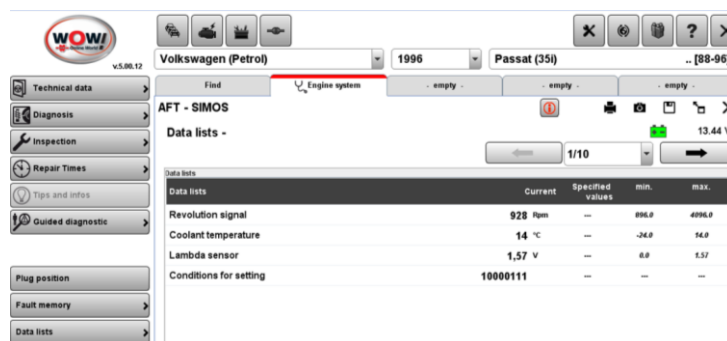 WOW!
v.5.00.12
Volkswagen (Petrol)
1996
Passat (35i)
.. [88-96]
Technical data
Diagnosis
Inspection
Repair Times
Tips and infos
Guided diagnostic
Plug position
Fault memory
Data lists
Find
Engine system
- empty -
- empty -
- empty -
AFT - SIMOS
Data lists -
13.44 V
1/10
Data lists
Data lists Current Specified values min. max.
Revolution signal 928 Rpm --- 896.0 4096.0
Coolant temperature 14 °C --- -24.0 14.0
Lambda sensor 1,57 V --- 0.0 1.57
Conditions for setting 10000111 --- --- ---